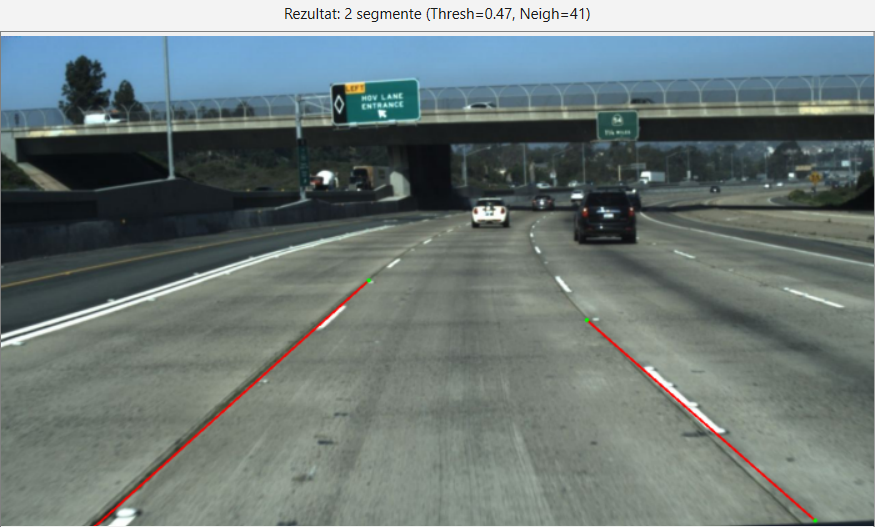 Rezultat: 2 segmente (Thresh=0.47, Neigh=41)
LEFT
HOV LANE
ENTRANCE